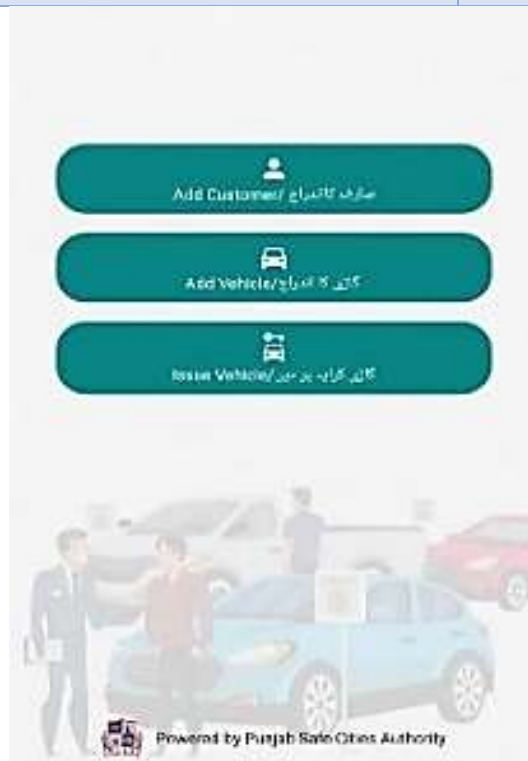 Add Customer/ صارف کا اندراج
Add Vehicle/گاڑی کا اندراج
Issue Vehicle/گاڑی کرایہ پر دیں
Powered by Punjab Safe Cities Authority